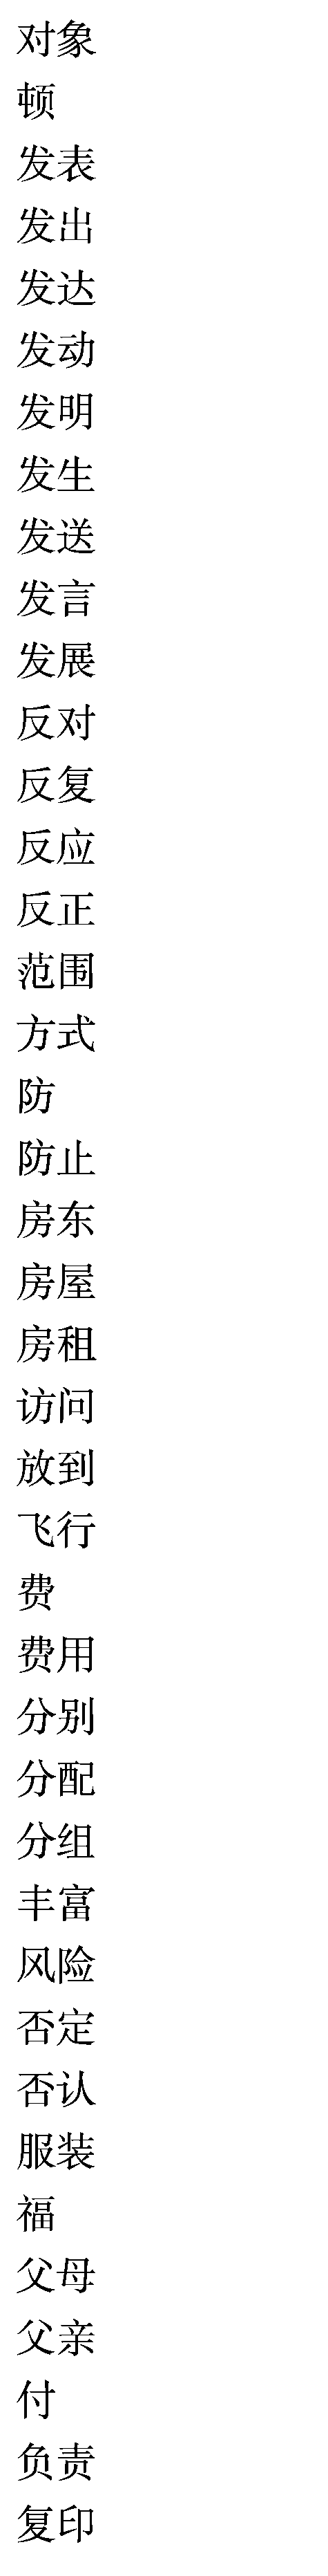 对象
顿
发表
发出
发达
发动
发明
发生
发送
发言
发展
反对
反复
反应
反正
范围
方式
防
防止
房东
房屋
房租
访问
放到
飞行
费
费用
分别
分配
分组
丰富
风险
否定
否认
服装
福
父母
父亲
付
负责
复印